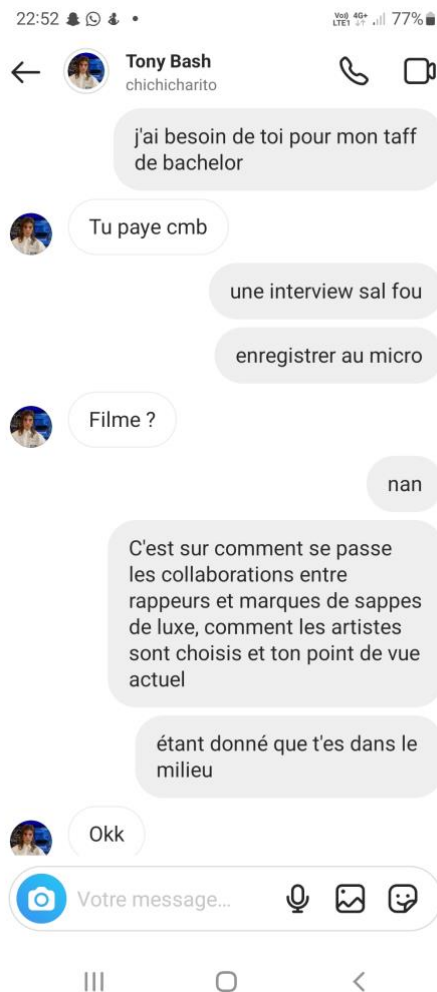 22:52
Vo)) 4G+ 77%
LTE1
Tony Bash
chichicharito
j'ai besoin de toi pour mon taff
de bachelor
Tu paye cmb
une interview sal fou
enregistrer au micro
Filme ?
nan
C'est sur comment se passe
les collaborations entre
rappeurs et marques de sappes
de luxe, comment les artistes
sont choisis et ton point de vue
actuel
étant donné que t'es dans le
milieu
Okk
Votre message...